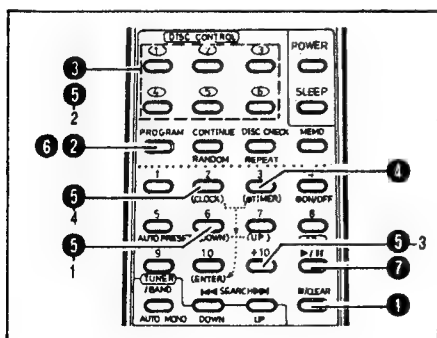 DISC CONTROL
1 2 3 POWER
3
4 5 6 SLEEP
5
2
PROGRAM CONTINUE DISC CHECK MEMO
6 2
RANDOM REPEAT
1 2 3 4
4
5 (CLOCK) (⊕TIMER) ⊕ON/OFF
4
5 6 7 8
5 AUTO PRESET (DOWN) (UP)
1
9 10 +10 ▶/❙❙
5 - 3
7
TUNER (ENTER)
/BAND ⏮ SEARCH ⏭ ■/CLEAR
1
AUTO MONO DOWN UP